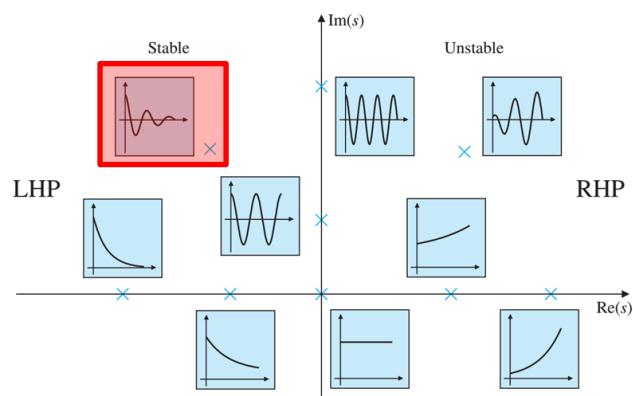 Im(s)
Stable
Unstable
LHP
RHP
Re(s)